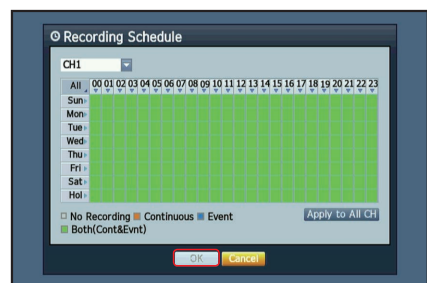 Recording Schedule
CH1
All 00 01 02 03 04 05 06 07 08 09 10 11 12 13 14 15 16 17 18 19 20 21 22 23
Sun
Mon
Tue
Wed
Thu
Fri
Sat
Hol
No Recording Continuous Event
Both(Cont&Evnt)
Apply to All CH
OK Cancel